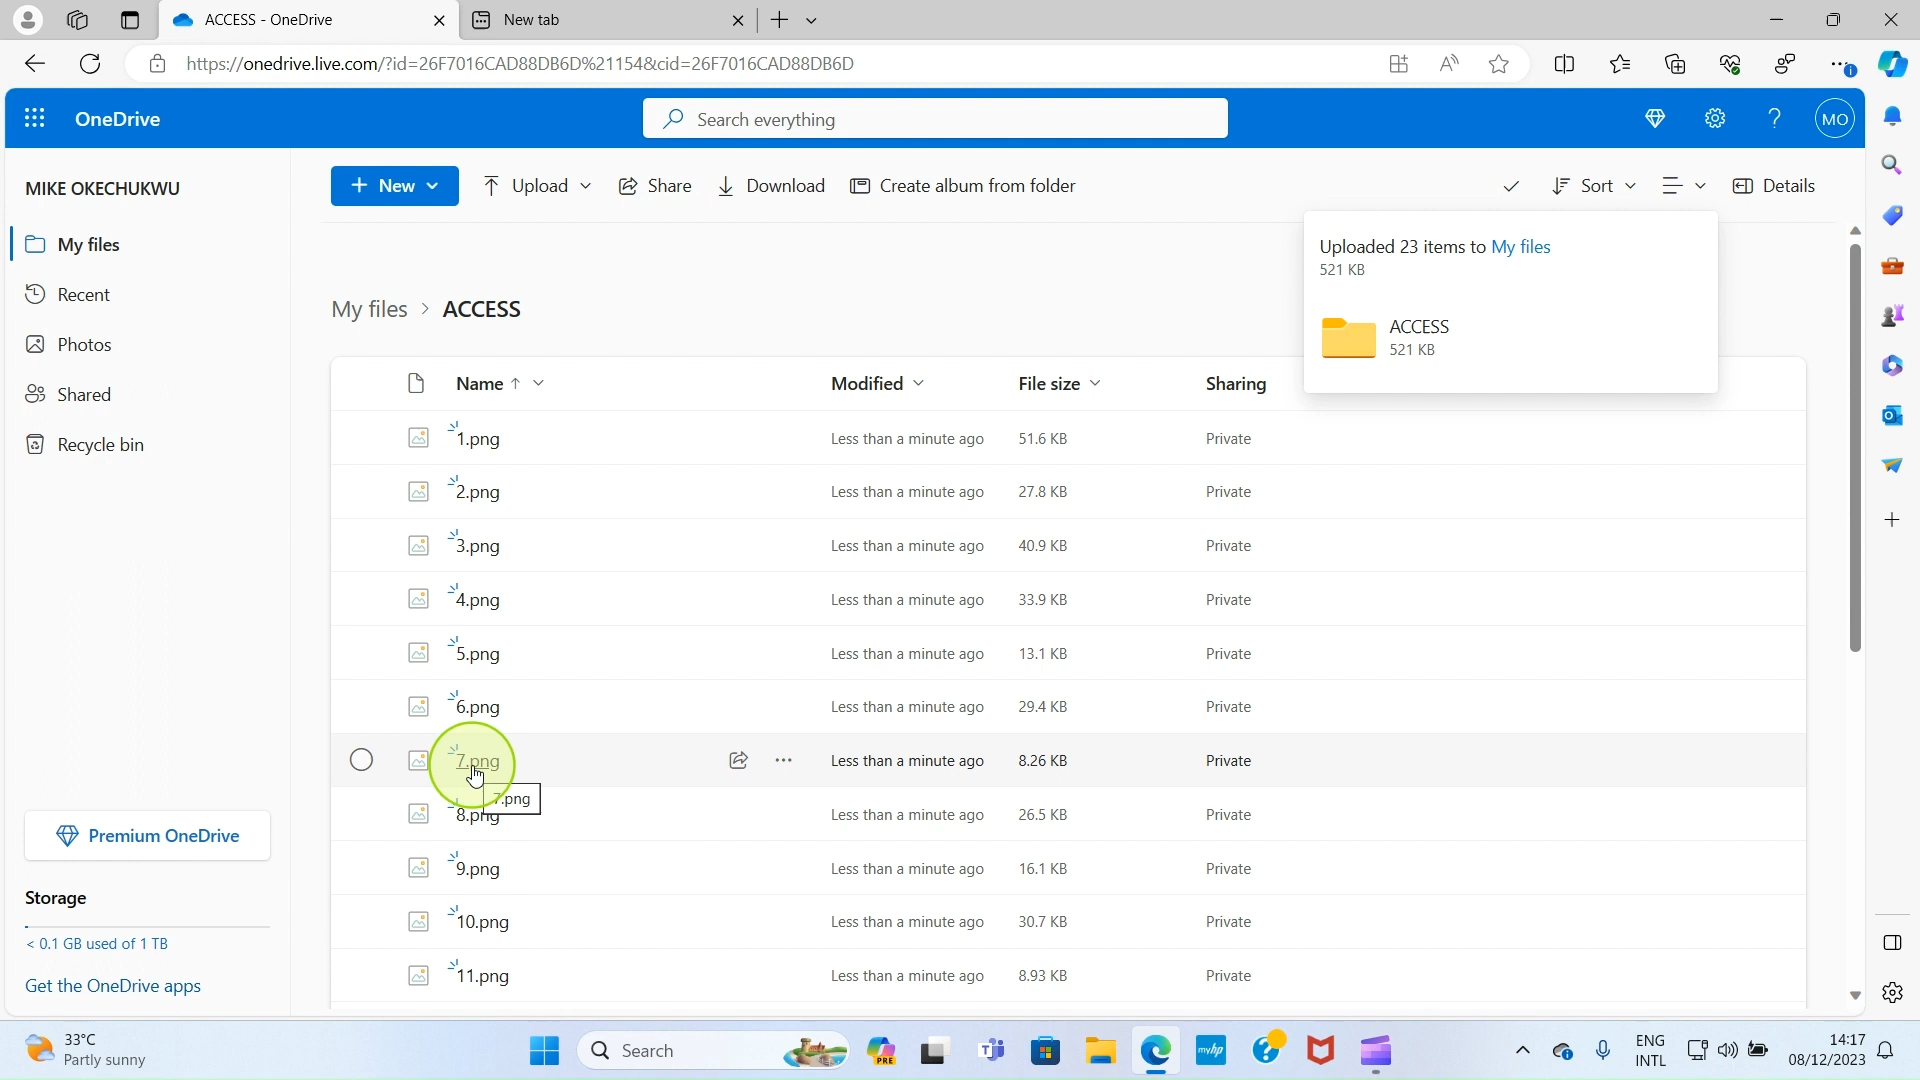 ACCESS - OneDrive
New tab
https://onedrive.live.com/?id=26F7016CAD88DB6D%21154&cid=26F7016CAD88DB6D
OneDrive
Search everything
MO
MIKE OKECHUKWU
New
Upload
Share
Download
Create album from folder
Sort
Details
My files
Recent
Photos
Shared
Recycle bin
Premium OneDrive
Storage
< 0.1 GB used of 1 TB
Get the OneDrive apps
Uploaded 23 items to My files
521 KB
ACCESS
521 KB
My files > ACCESS
Name Modified File size Sharing
1.png Less than a minute ago 51.6 KB Private
2.png Less than a minute ago 27.8 KB Private
3.png Less than a minute ago 40.9 KB Private
4.png Less than a minute ago 33.9 KB Private
5.png Less than a minute ago 13.1 KB Private
6.png Less than a minute ago 29.4 KB Private
7.png Less than a minute ago 8.26 KB Private
7.png
8.png Less than a minute ago 26.5 KB Private
9.png Less than a minute ago 16.1 KB Private
10.png Less than a minute ago 30.7 KB Private
11.png Less than a minute ago 8.93 KB Private
33°C
Partly sunny
Search
PRE
myhp
ENG
INTL
14:17
08/12/2023